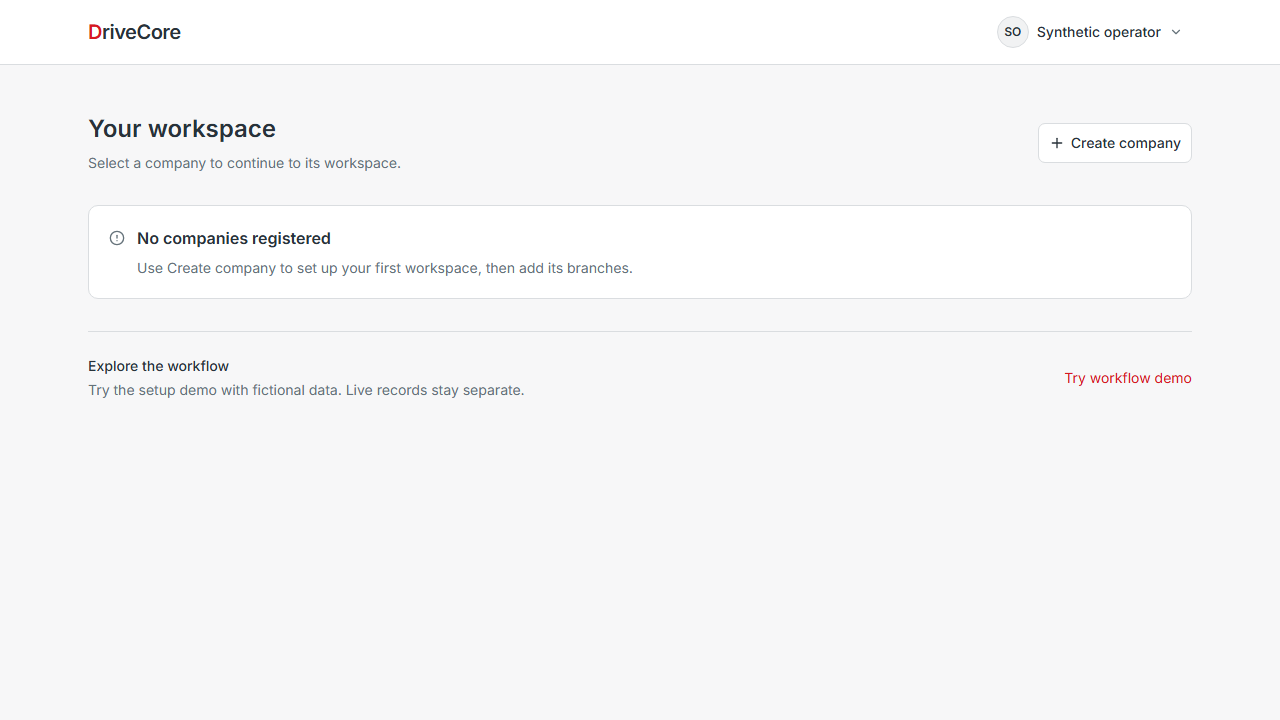 DriveCore
SO
Synthetic operator
Your workspace
Select a company to continue to its workspace.
Create company
No companies registered
Use Create company to set up your first workspace, then add its branches.
Explore the workflow
Try the setup demo with fictional data. Live records stay separate.
Try workflow demo